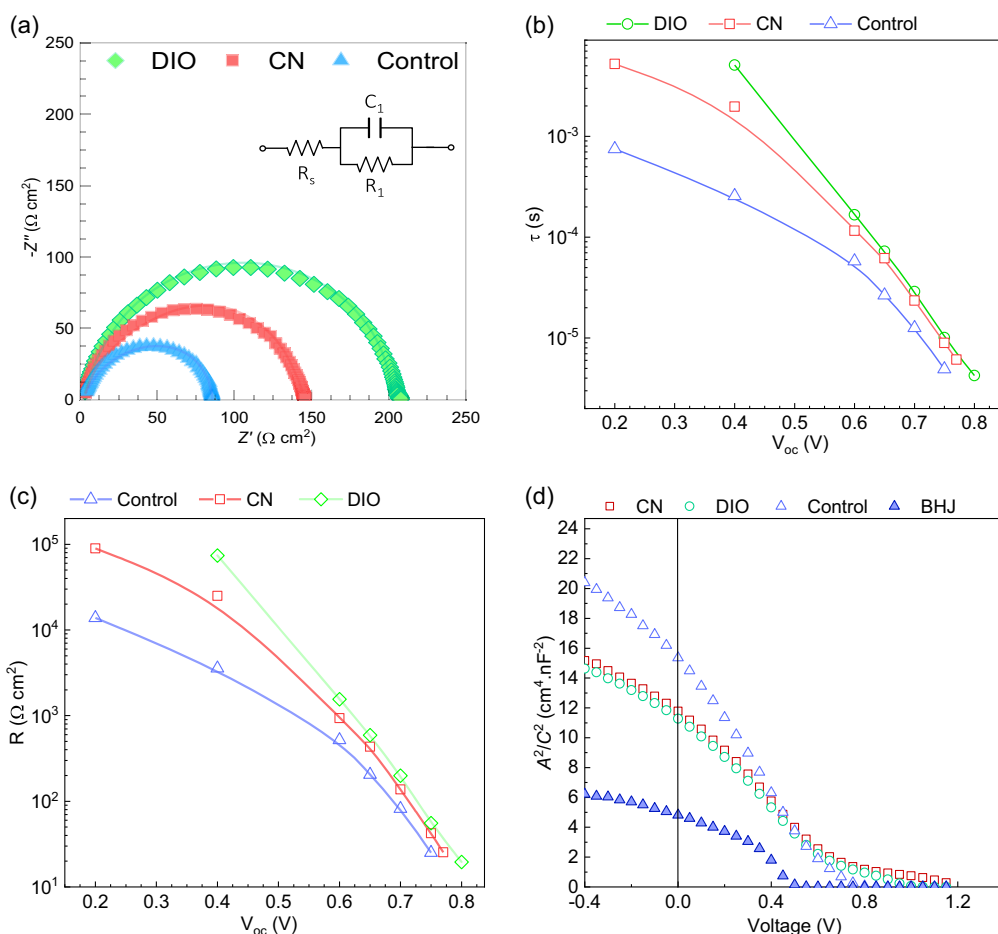 (a)
DIO CN Control
C₁
Rₛ
R₁
-Z'' (Ω cm²)
250
200
150
100
50
0
0 50 100 150 200 250
Z' (Ω cm²)
(b)
DIO CN Control
τ (s)
10⁻³
10⁻⁴
10⁻⁵
0.2 0.3 0.4 0.5 0.6 0.7 0.8
Voc (V)
(c)
Control CN DIO
R (Ω cm²)
10⁵
10⁴
10³
10²
10¹
0.2 0.3 0.4 0.5 0.6 0.7 0.8
Voc (V)
(d)
CN DIO Control BHJ
A²/C² (cm⁴.nF⁻²)
24
22
20
18
16
14
12
10
8
6
4
2
0
-0.4 0.0 0.4 0.8 1.2
Voltage (V)